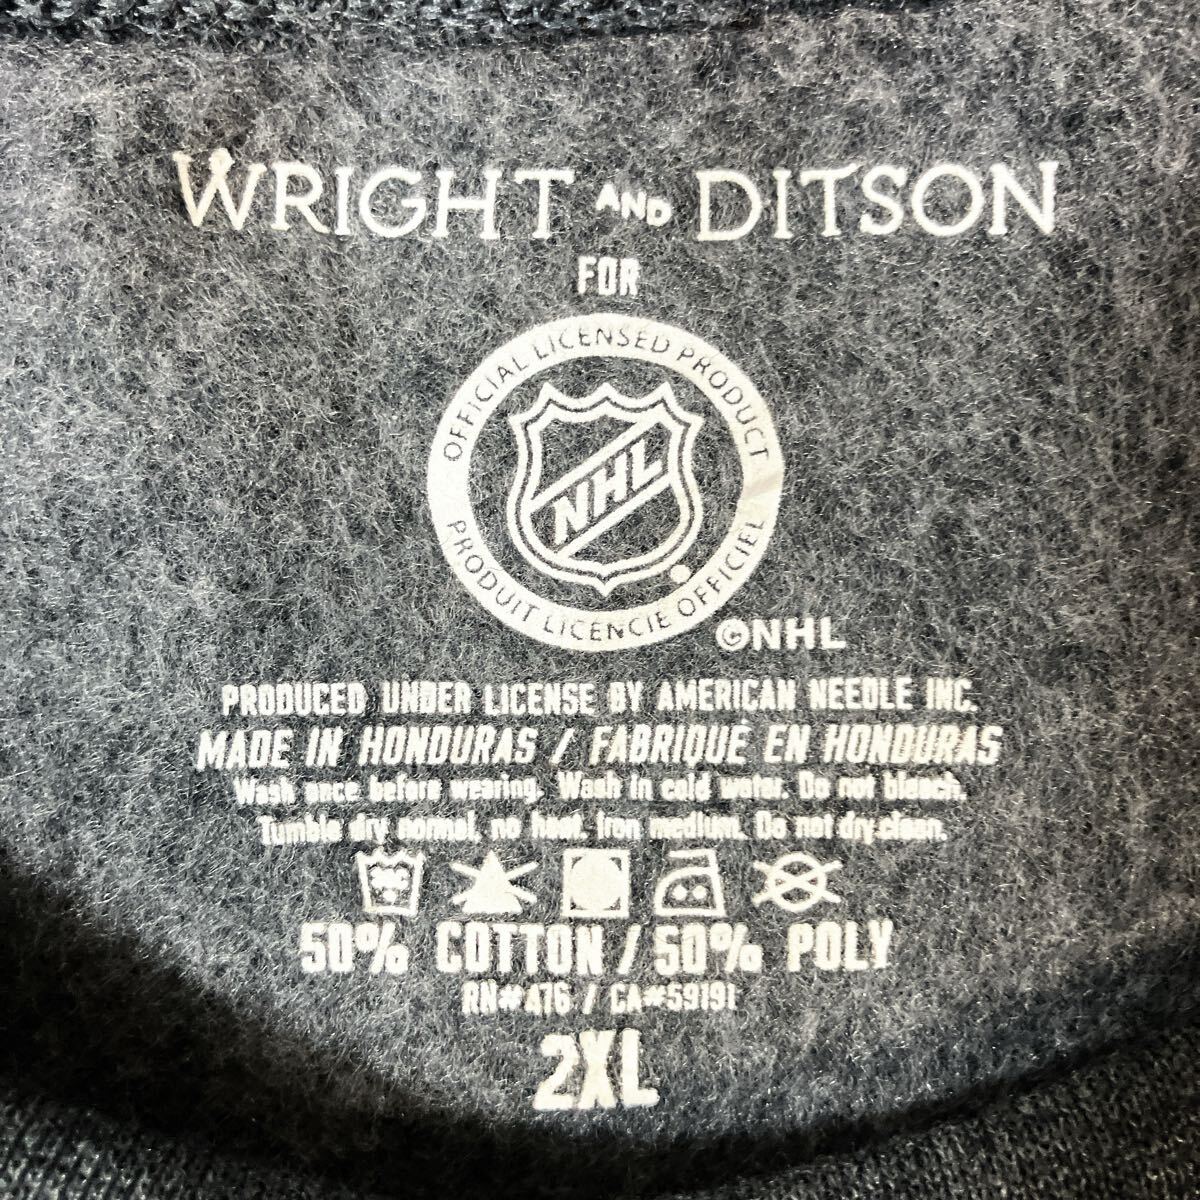 WRIGHT AND DITSON
FOR
OFFICIAL LICENSED PRODUCT
NHL
PRODUIT LICENCIE OFFICIEL
©NHL
PRODUCED UNDER LICENSE BY AMERICAN NEEDLE INC.
MADE IN HONDURAS / FABRIQUÉ EN HONDURAS
Wash once before wearing. Wash in cold water. Do not bleach.
Tumble dry normal, no heat. Iron medium. Do not dry clean.
50% COTTON / 50% POLY
RN#A76 / CA#59191
2XL